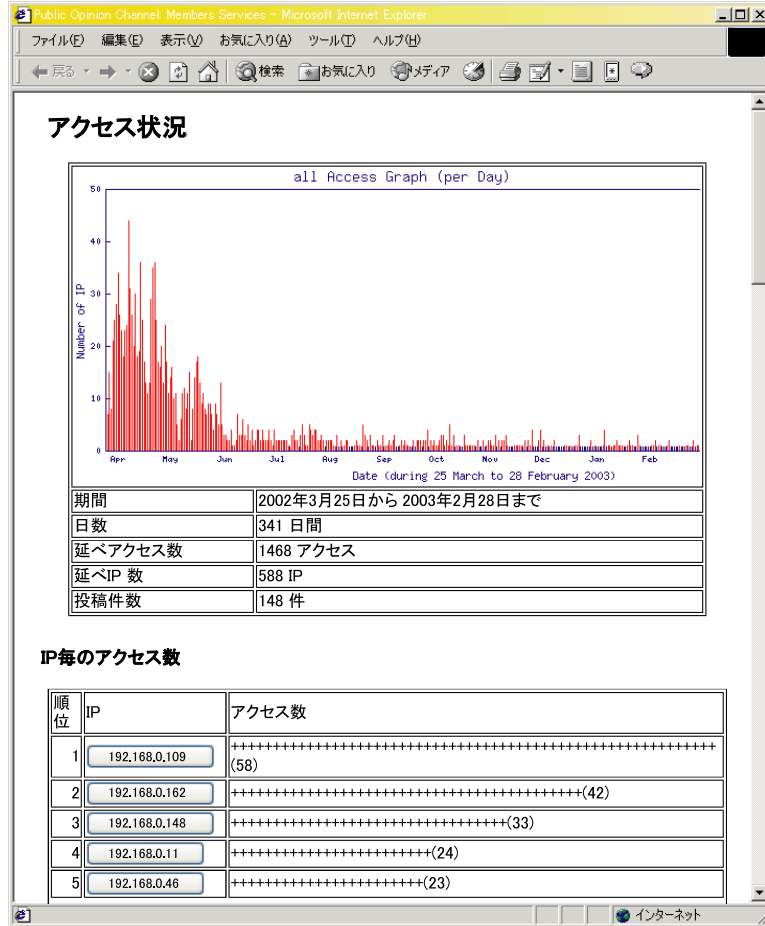 Public Opinion Channel: Members Services - Microsoft Internet Explorer
ファイル(F) 編集(E) 表示(V) お気に入り(A) ツール(T) ヘルプ(H)
戻る 検索 お気に入り メディア
アクセス状況
all Access Graph (per Day)
50
40
30
20
10
0
Number of IP
Apr May Jun Jul Aug Sep Oct Nov Dec Jan Feb
Date (during 25 March to 28 February 2003)
期間 2002年3月25日から 2003年2月28日まで
日数 341 日間
延べアクセス数 1468 アクセス
延べIP 数 588 IP
投稿件数 148 件
IP毎のアクセス数
順位 IP アクセス数
1 192.168.0.109 ++++++++++++++++++++++++++++++++++++++++++++++++++++++++++
(58)
2 192.168.0.162 ++++++++++++++++++++++++++++++++++++++++++(42)
3 192.168.0.148 +++++++++++++++++++++++++++++++++(33)
4 192.168.0.11 ++++++++++++++++++++++++(24)
5 192.168.0.46 +++++++++++++++++++++++(23)
インターネット